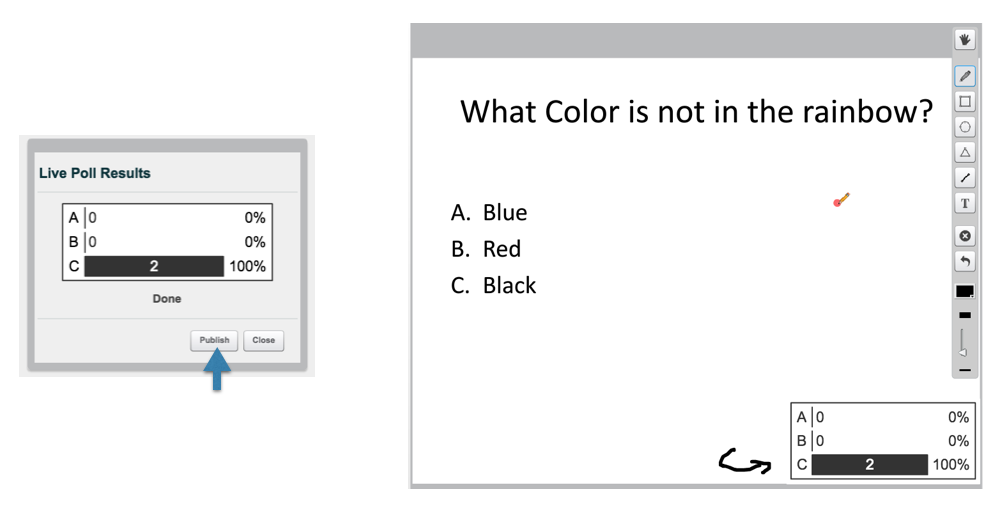 Live Poll Results
A 0 0%
B 0 0%
C 2 100%
Done
Publish Close
What Color is not in the rainbow?
A. Blue
B. Red
C. Black
T
A 0 0%
B 0 0%
C 2 100%